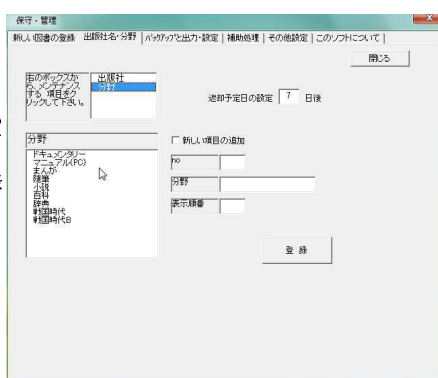 保守・管理
新しい図書の登録 出版社名・分野 バックアップと出力・設定 補助処理 その他設定 このソフトについて
閉じる
右のボックスか
ら、メンテナンス
する 項目をク
リックして下さい。
出版社
分野
返却予定日の設定 7 日後
分野
新しい項目の追加
ドキュメンタリー
マニュアル(PC)
まんが
随筆
小説
百科
辞典
戦国時代
戦国時代B
no
分野
表示順番
登 録